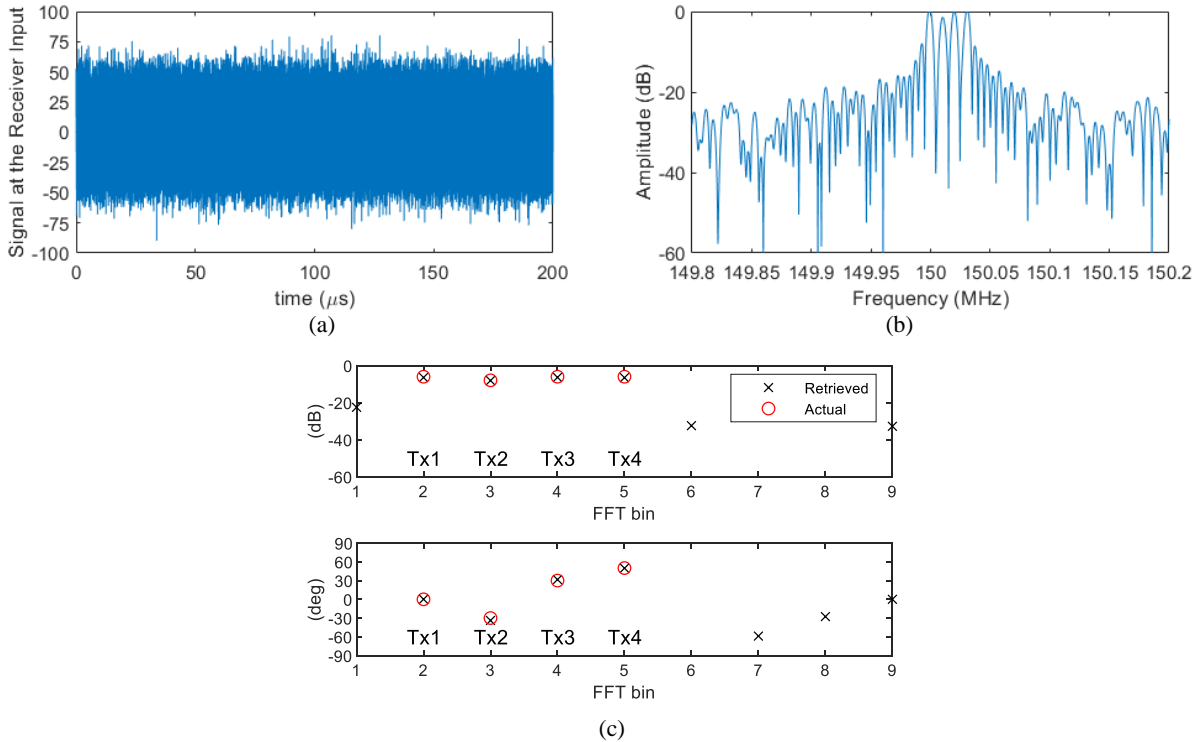 Signal at the Receiver Input
100
75
50
25
0
-25
-50
-75
-100
0 50 100 150 200
time (μs)
(a)
Amplitude (dB)
0
-20
-40
-60
149.8 149.85 149.9 149.95 150 150.05 150.1 150.15 150.2
Frequency (MHz)
(b)
(dB)
0
-20
-40
-60
Retrieved
Actual
Tx1 Tx2 Tx3 Tx4
1 2 3 4 5 6 7 8 9
FFT bin
(deg)
90
60
30
0
-30
-60
-90
Tx1 Tx2 Tx3 Tx4
1 2 3 4 5 6 7 8 9
FFT bin
(c)